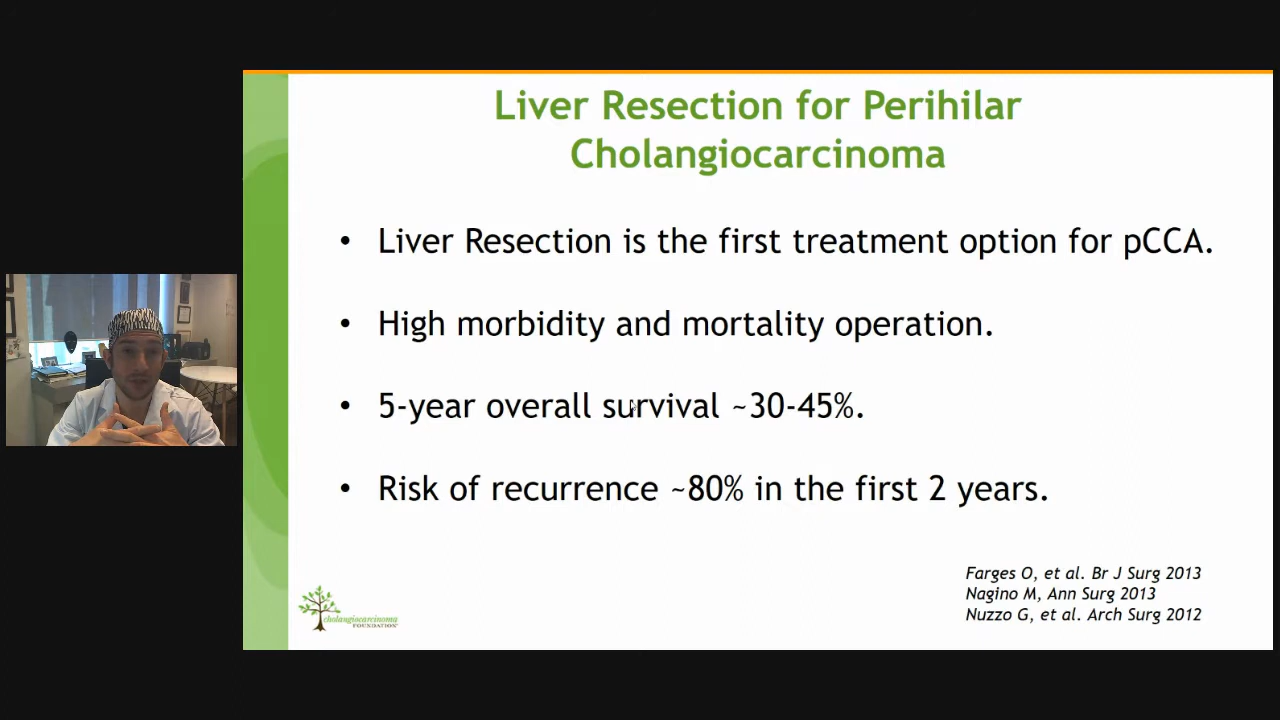 Liver Resection for Perihilar
Cholangiocarcinoma
• Liver Resection is the first treatment option for pCCA.
• High morbidity and mortality operation.
• 5-year overall survival ~30-45%.
• Risk of recurrence ~80% in the first 2 years.
Farges O, et al. Br J Surg 2013
Nagino M, Ann Surg 2013
Nuzzo G, et al. Arch Surg 2012
cholangiocarcinoma
FOUNDATION